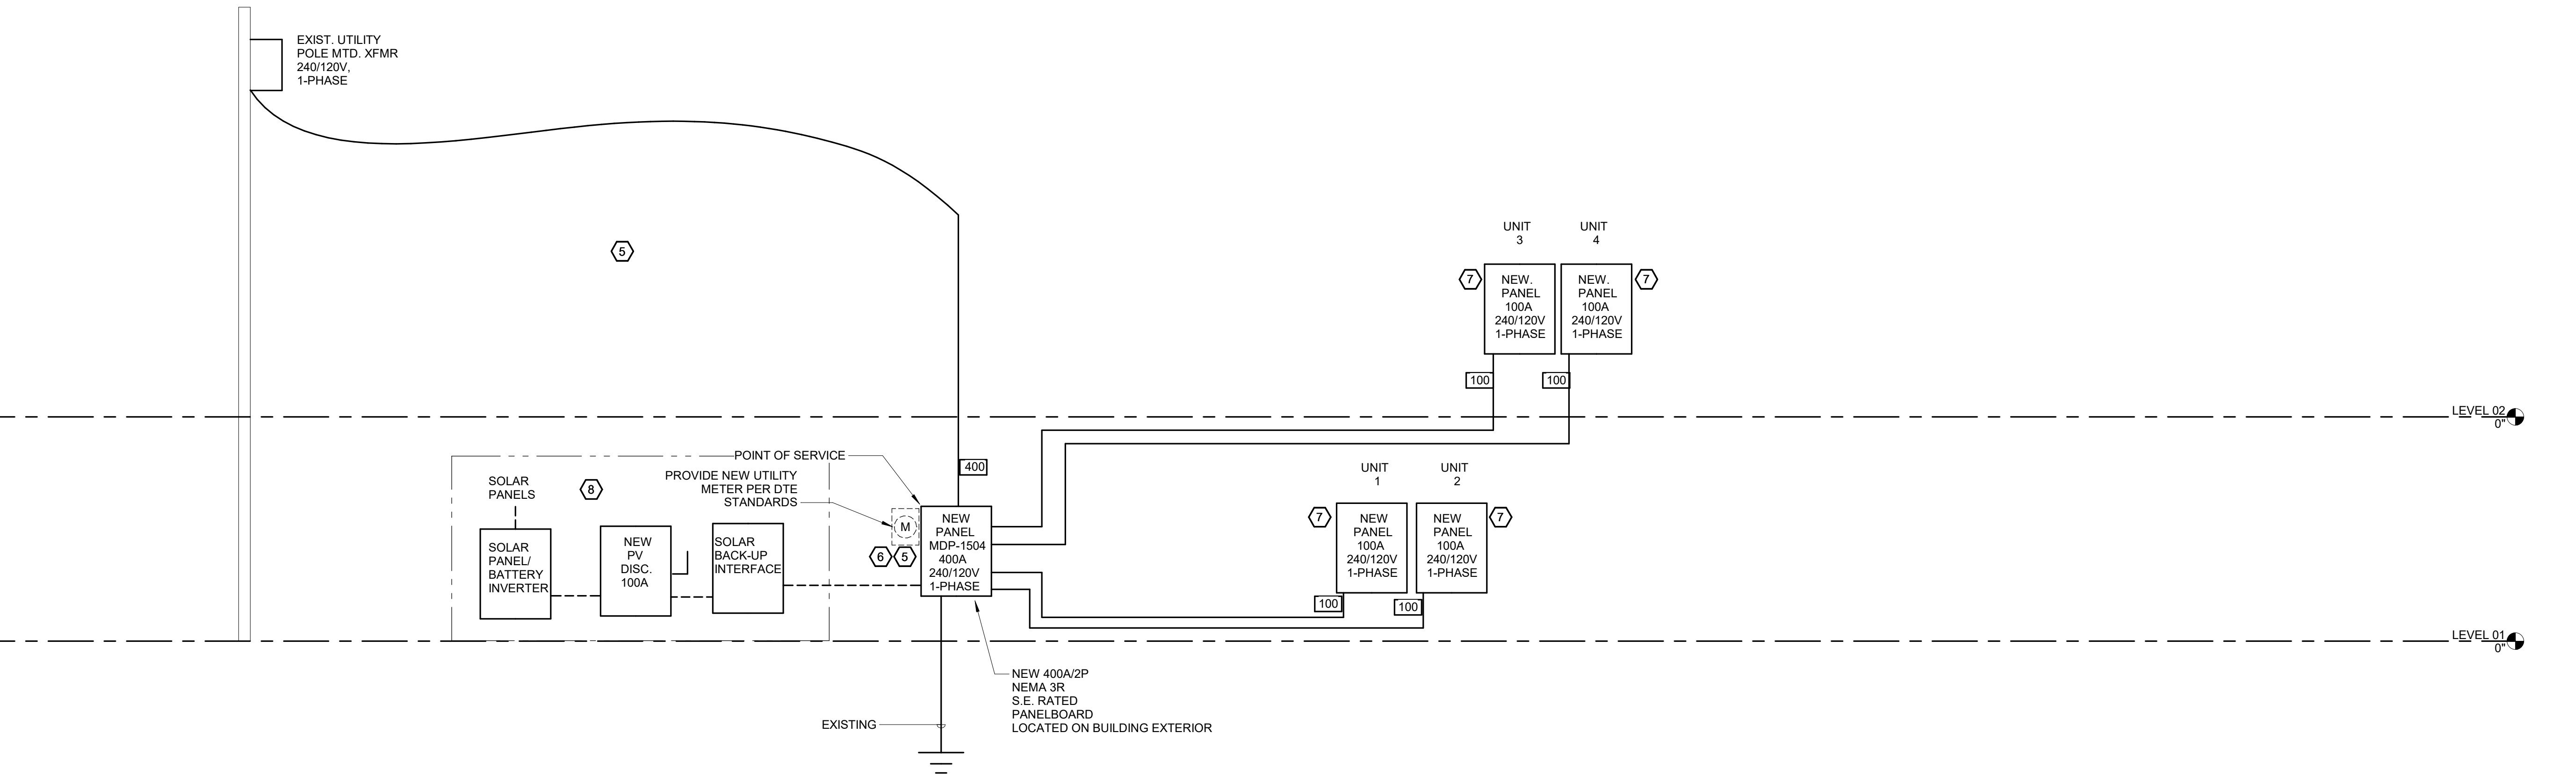 EXIST. UTILITY
POLE MTD. XFMR
240/120V,
1-PHASE
5
UNIT
3
UNIT
4
7
NEW.
PANEL
100A
240/120V
1-PHASE
NEW.
PANEL
100A
240/120V
1-PHASE
7
100
100
LEVEL 02
0"
POINT OF SERVICE
400
PROVIDE NEW UTILITY
METER PER DTE
STANDARDS
SOLAR
PANELS
8
SOLAR
PANEL/
BATTERY
INVERTER
NEW
PV
DISC.
100A
SOLAR
BACK-UP
INTERFACE
M
6
5
NEW
PANEL
MDP-1504
400A
240/120V
1-PHASE
UNIT
1
UNIT
2
7
NEW
PANEL
100A
240/120V
1-PHASE
NEW
PANEL
100A
240/120V
1-PHASE
7
100
100
LEVEL 01
0"
NEW 400A/2P
NEMA 3R
S.E. RATED
PANELBOARD
LOCATED ON BUILDING EXTERIOR
EXISTING